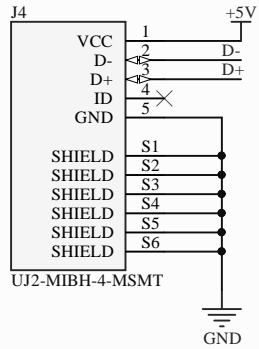 J4
+5V
VCC 1
D- 2 D-
D+ 3 D+
ID 4
GND 5
SHIELD S1
SHIELD S2
SHIELD S3
SHIELD S4
SHIELD S5
SHIELD S6
UJ2-MIBH-4-MSMT
GND